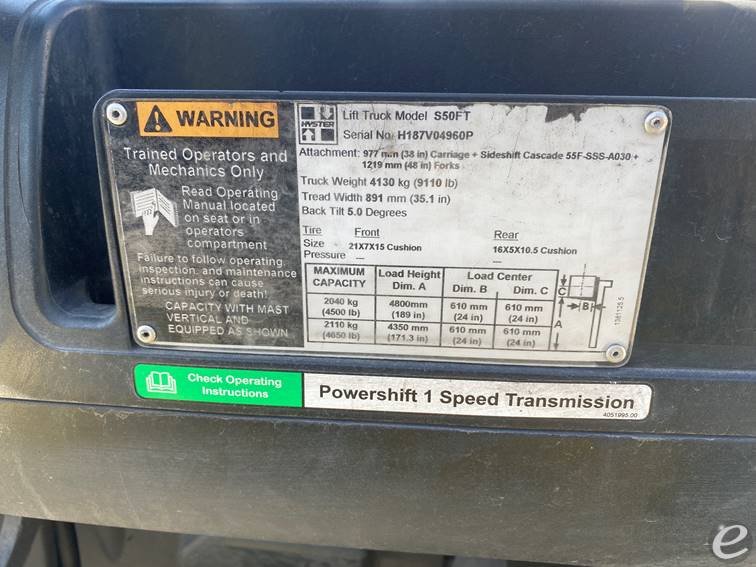 WARNING
Trained Operators and
Mechanics Only
Read Operating
Manual located
on seat or in
operators
compartment
Failure to follow operating,
inspection, and maintenance
instructions can cause
serious injury or death!
CAPACITY WITH MAST
VERTICAL AND
EQUIPPED AS SHOWN
HYSTER
Lift Truck Model S50FT
Serial No: H187V04960P
Attachment: 977 mm (38 in) Carriage + Sideshift Cascade 55F-SSS-A030 +
1219 mm (48 in) Forks
Truck Weight 4130 kg (9110 lb)
Tread Width 891 mm (35.1 in)
Back Tilt 5.0 Degrees
Tire Front Rear
Size 21X7X15 Cushion 16X5X10.5 Cushion
Pressure — —
MAXIMUM CAPACITY Load Height Dim. A Load Center Dim. B Dim. C
2040 kg 4800mm 610 mm 610 mm
(4500 lb) (189 in) (24 in) (24 in)
2110 kg 4350 mm 610 mm 610 mm
(4650 lb) (171.3 in) (24 in) (24 in)
C
B
A
1381125.5
Check Operating
Instructions
Powershift 1 Speed Transmission
4051995.00
e